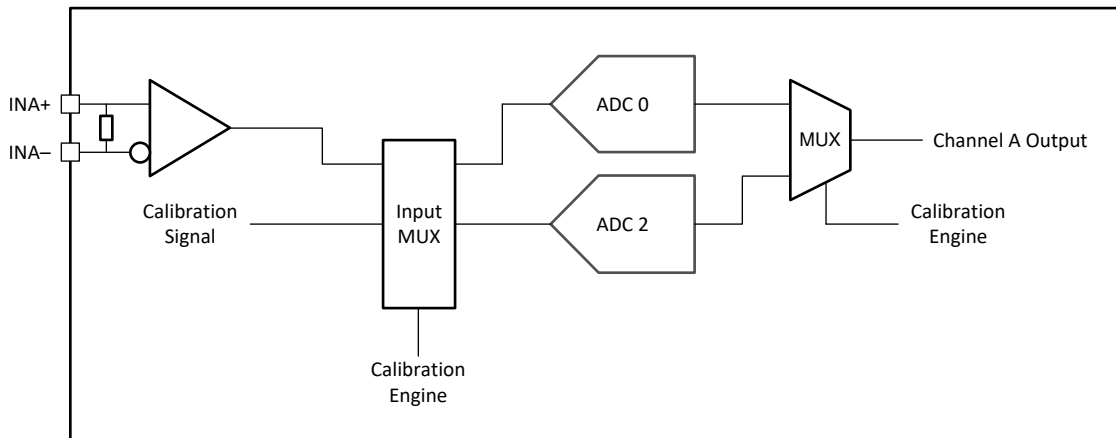 INA+
INA–
ADC 0
MUX
Channel A Output
Calibration
Signal
Input
MUX
ADC 2
Calibration
Engine
Calibration
Engine